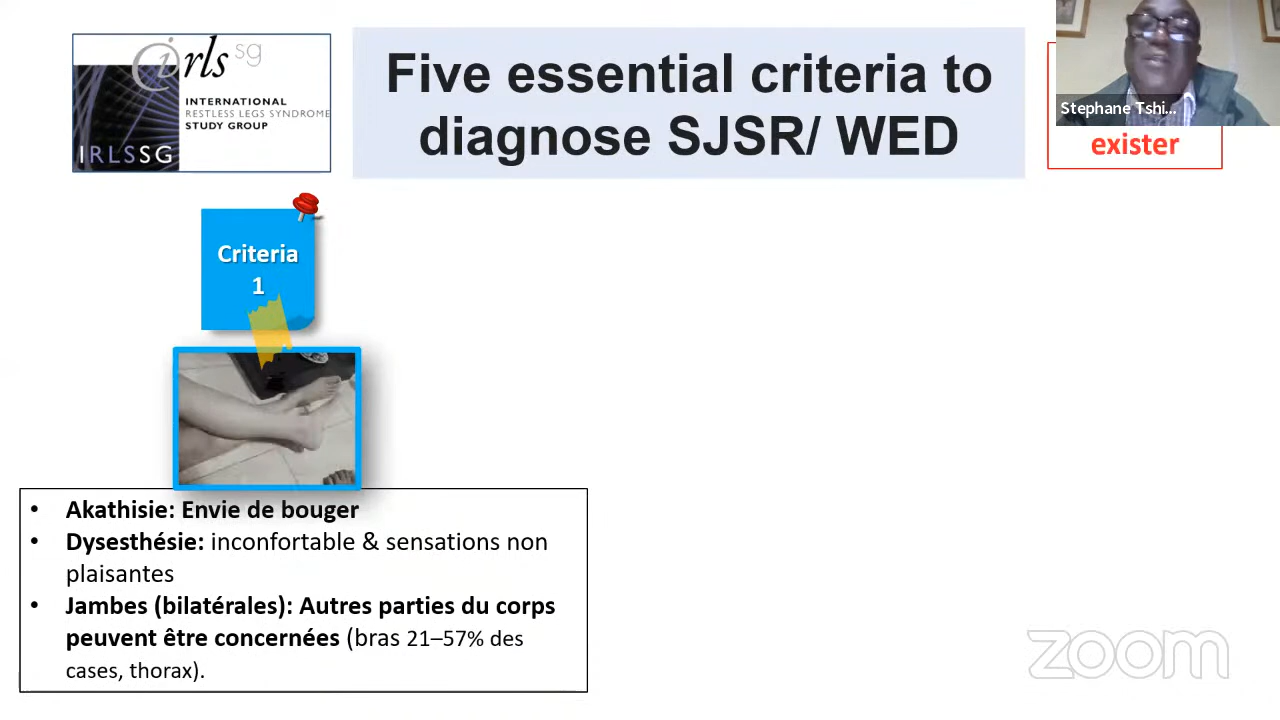 irls sg
INTERNATIONAL
RESTLESS LEGS SYNDROME
STUDY GROUP
IRLSSG
Five essential criteria to
diagnose SJSR/ WED
Stephane Tshi...
exister
Criteria
1
• Akathisie: Envie de bouger
• Dysesthésie: inconfortable & sensations non
plaisantes
• Jambes (bilatérales): Autres parties du corps
peuvent être concernées (bras 21–57% des
cases, thorax).
zoom